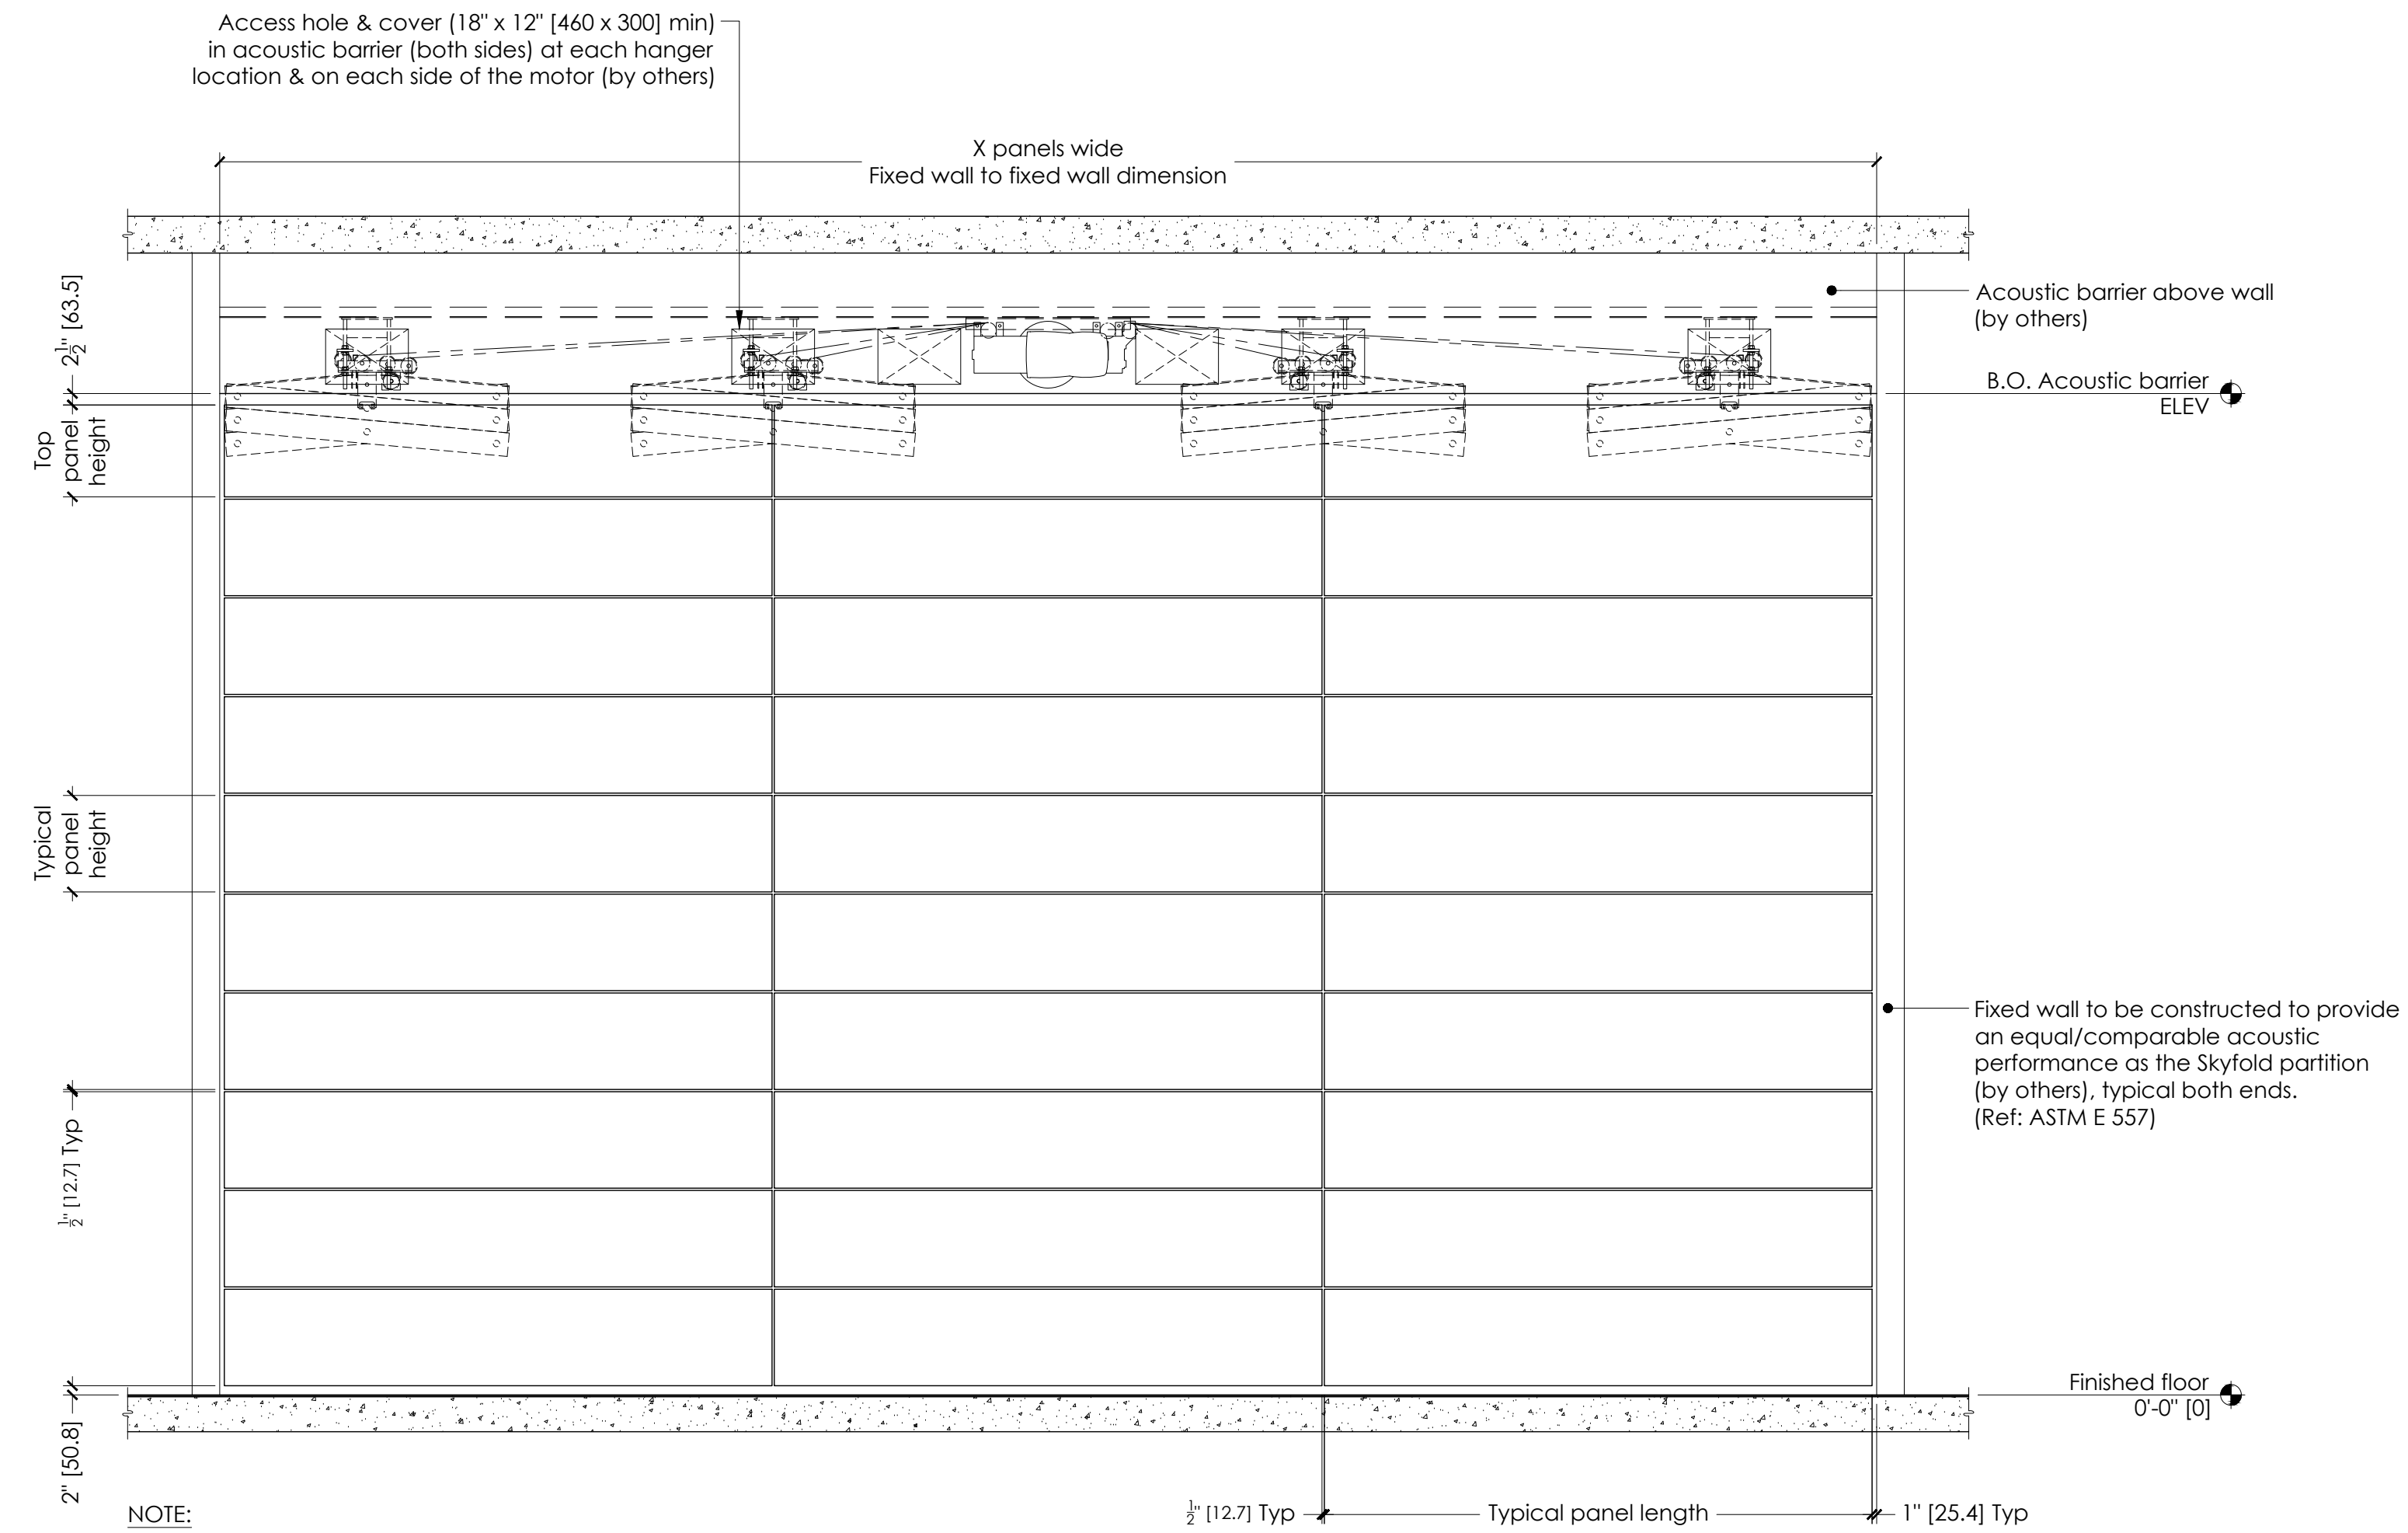 Access hole & cover (18" x 12" [460 x 300] min)
in acoustic barrier (both sides) at each hanger
location & on each side of the motor (by others)
X panels wide
Fixed wall to fixed wall dimension
2½" [63.5]
Top
panel
height
Acoustic barrier above wall
(by others)
B.O. Acoustic barrier
ELEV
Typical
panel
height
Fixed wall to be constructed to provide
an equal/comparable acoustic
performance as the Skyfold partition
(by others), typical both ends.
(Ref: ASTM E 557)
½" [12.7] Typ
Finished floor
0'-0" [0]
2" [50.8]
NOTE:
½" [12.7] Typ
Typical panel length
1" [25.4] Typ